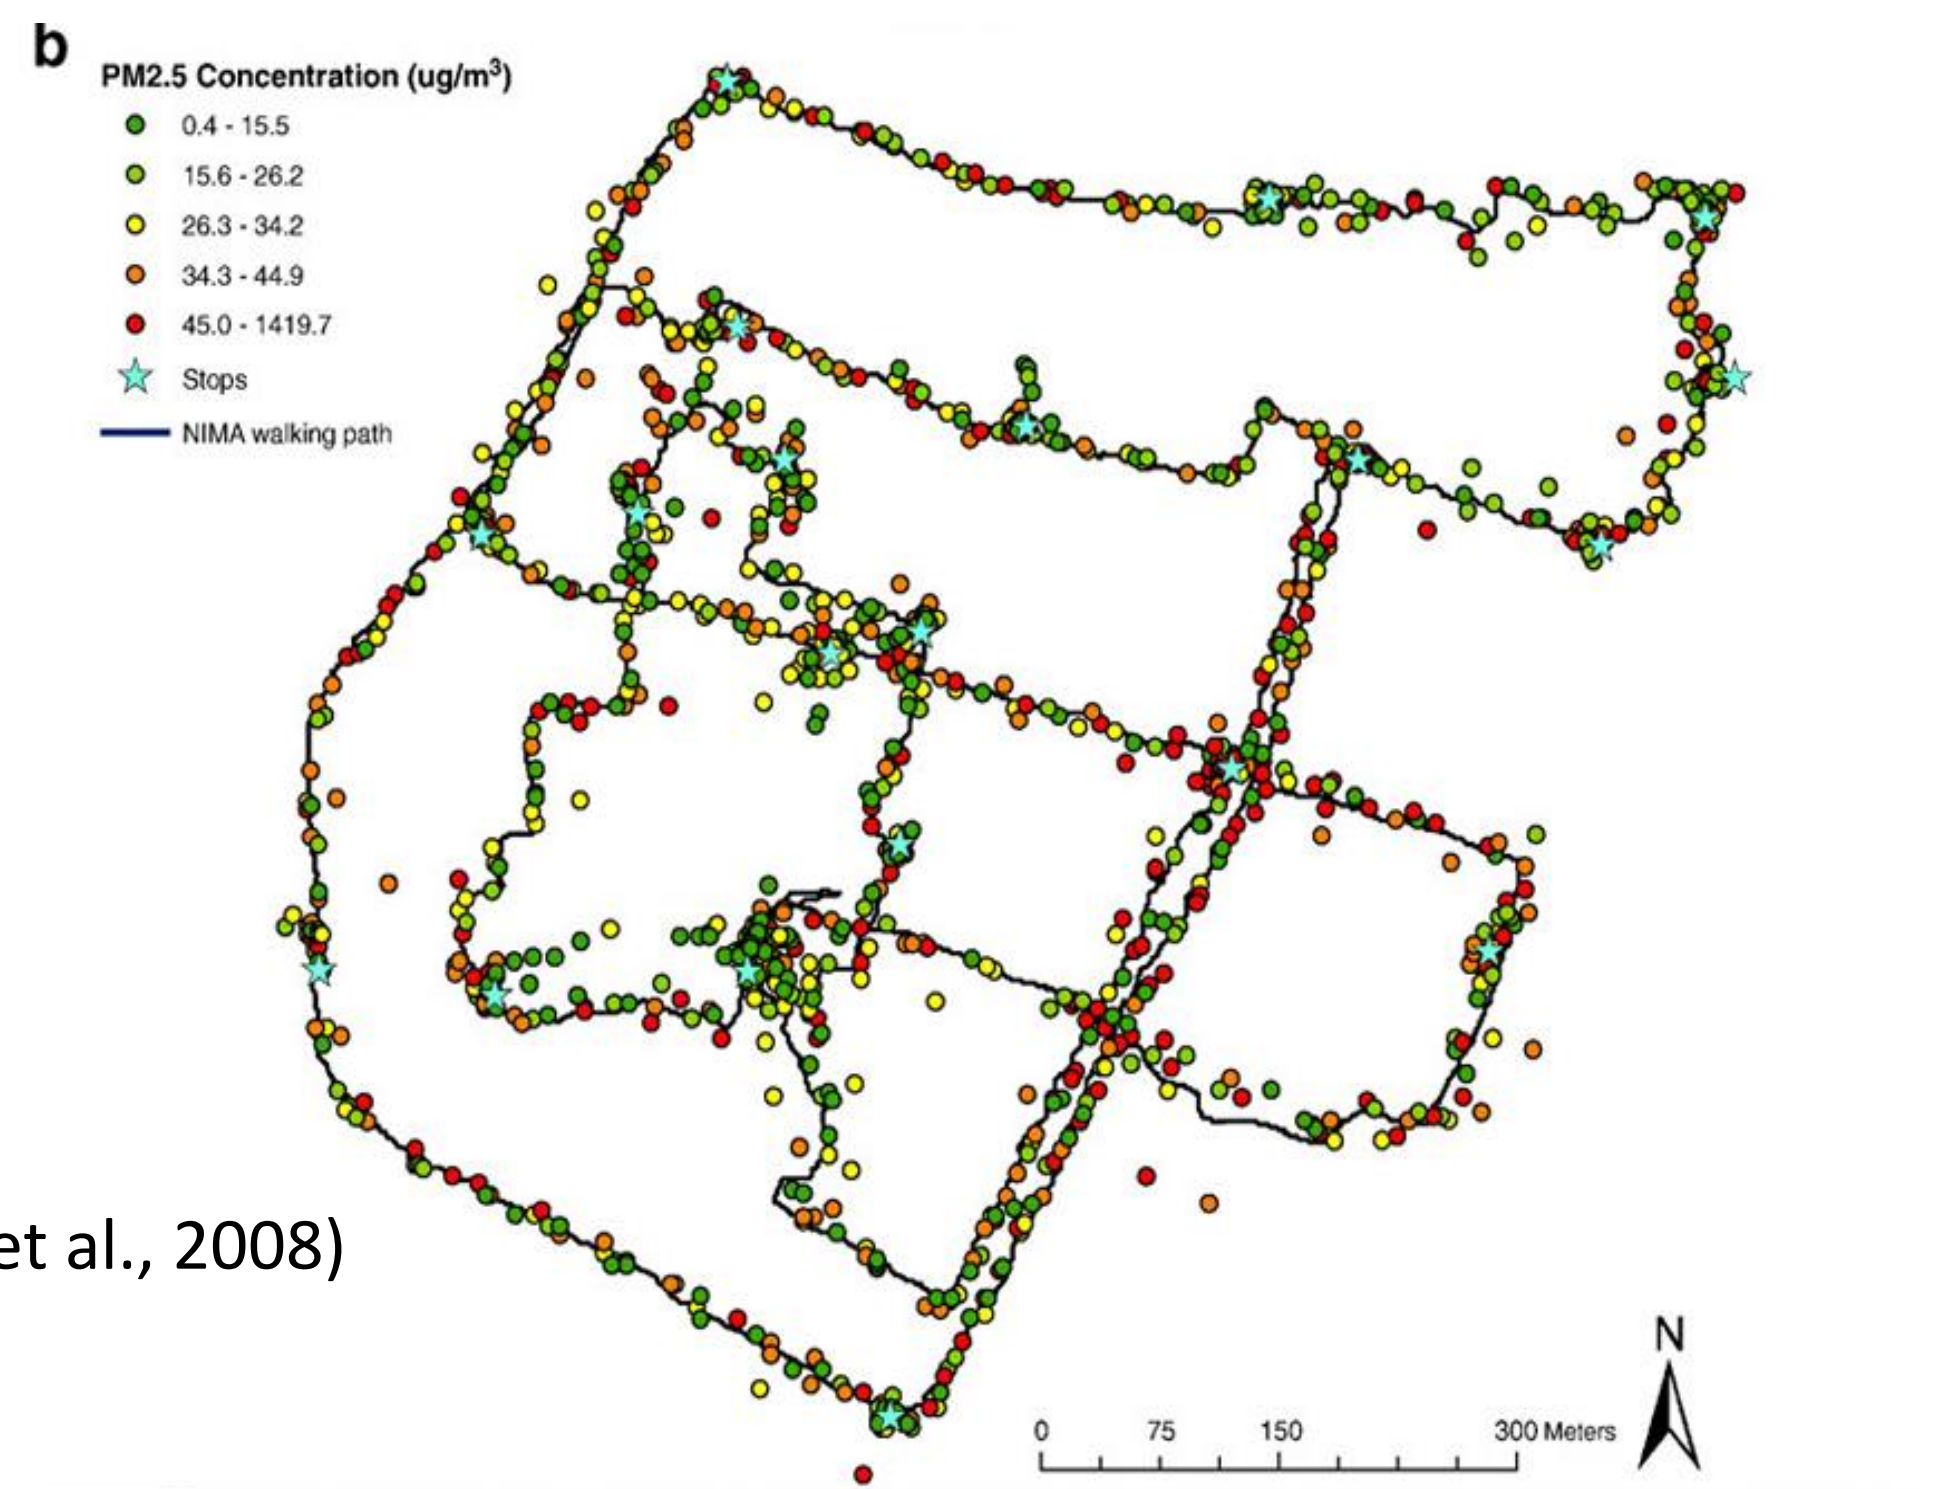 b
PM2.5 Concentration (ug/m³)
0.4 - 15.5
15.6 - 26.2
26.3 - 34.2
34.3 - 44.9
45.0 - 1419.7
Stops
NIMA walking path
et al., 2008)
N
0 75 150 300 Meters